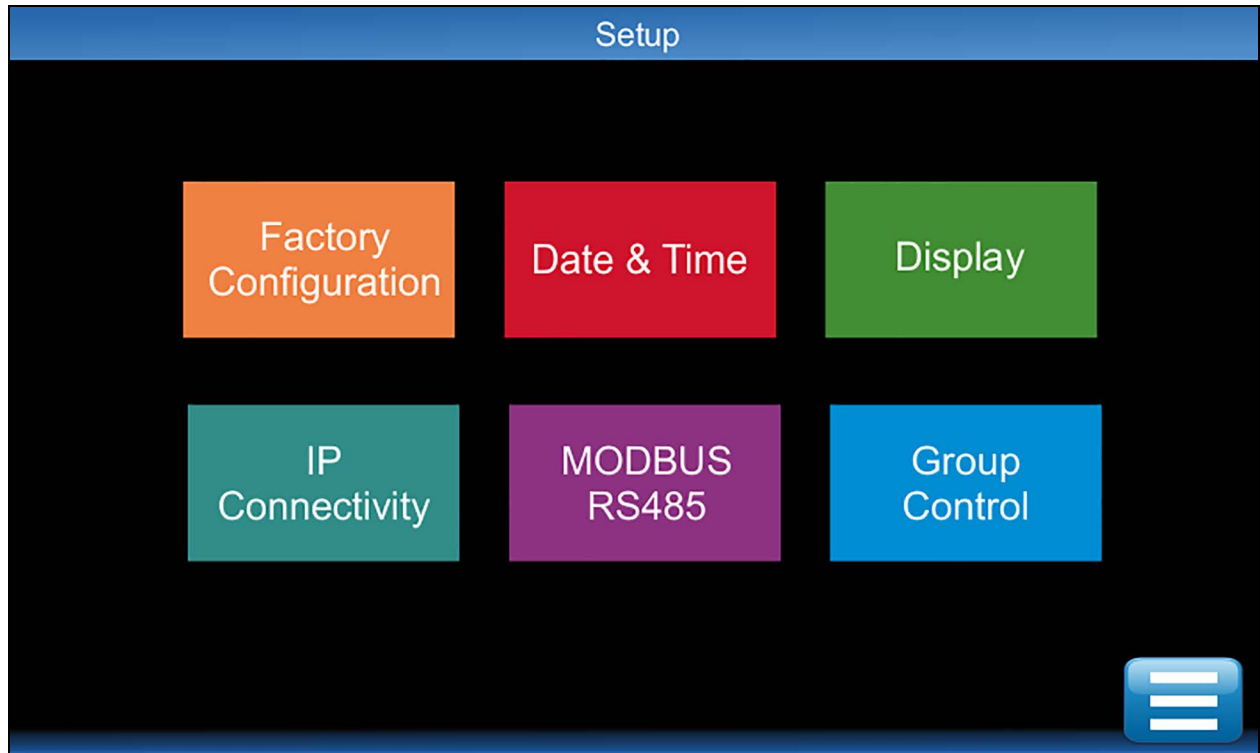 Setup
Factory
Configuration
Date & Time
Display
IP
Connectivity
MODBUS
RS485
Group
Control